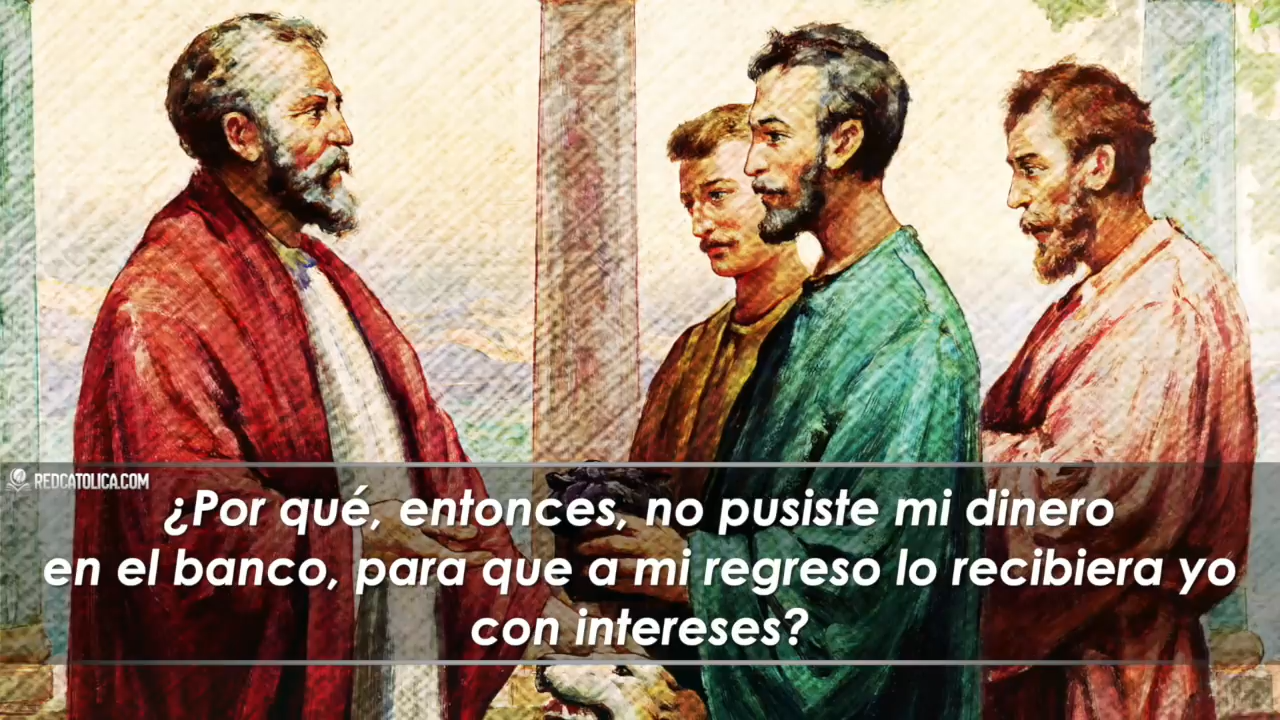 REDCATOLICA.COM
¿Por qué, entonces, no pusiste mi dinero
en el banco, para que a mi regreso lo recibiera yo
con intereses?